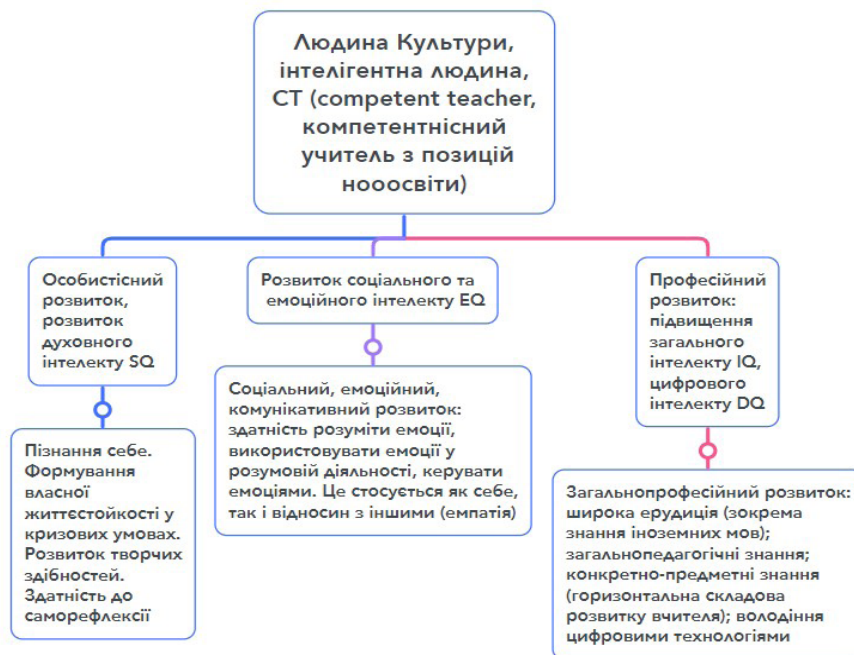 Людина Культури,
інтелігентна людина,
СТ (competent teacher,
компетентнісний
учитель з позицій
нооосвіти)
Особистісний
розвиток,
розвиток
духовного
інтелекту SQ
Розвиток соціального та
емоційного інтелекту EQ
Професійний
розвиток:
підвищення
загального
інтелекту IQ,
цифрового
інтелекту DQ
Пізнання себе.
Формування
власної
життєстойкості у
кризових умовах.
Розвиток творчих
здібностей.
Здатність до
саморефлексії
Соціальний, емоційний,
комунікативний розвиток:
здатність розуміти емоції,
використовувати емоції у
розумовій діяльності, керувати
емоціями. Це стосується як себе,
так і відносин з іншими (емпатія)
Загальнопрофесійний розвиток:
широка ерудиція (зокрема
знання іноземних мов);
загальнопедагогічні знання;
конкретно-предметні знання
(горизонтальна складова
розвитку вчителя); володіння
цифровими технологіями